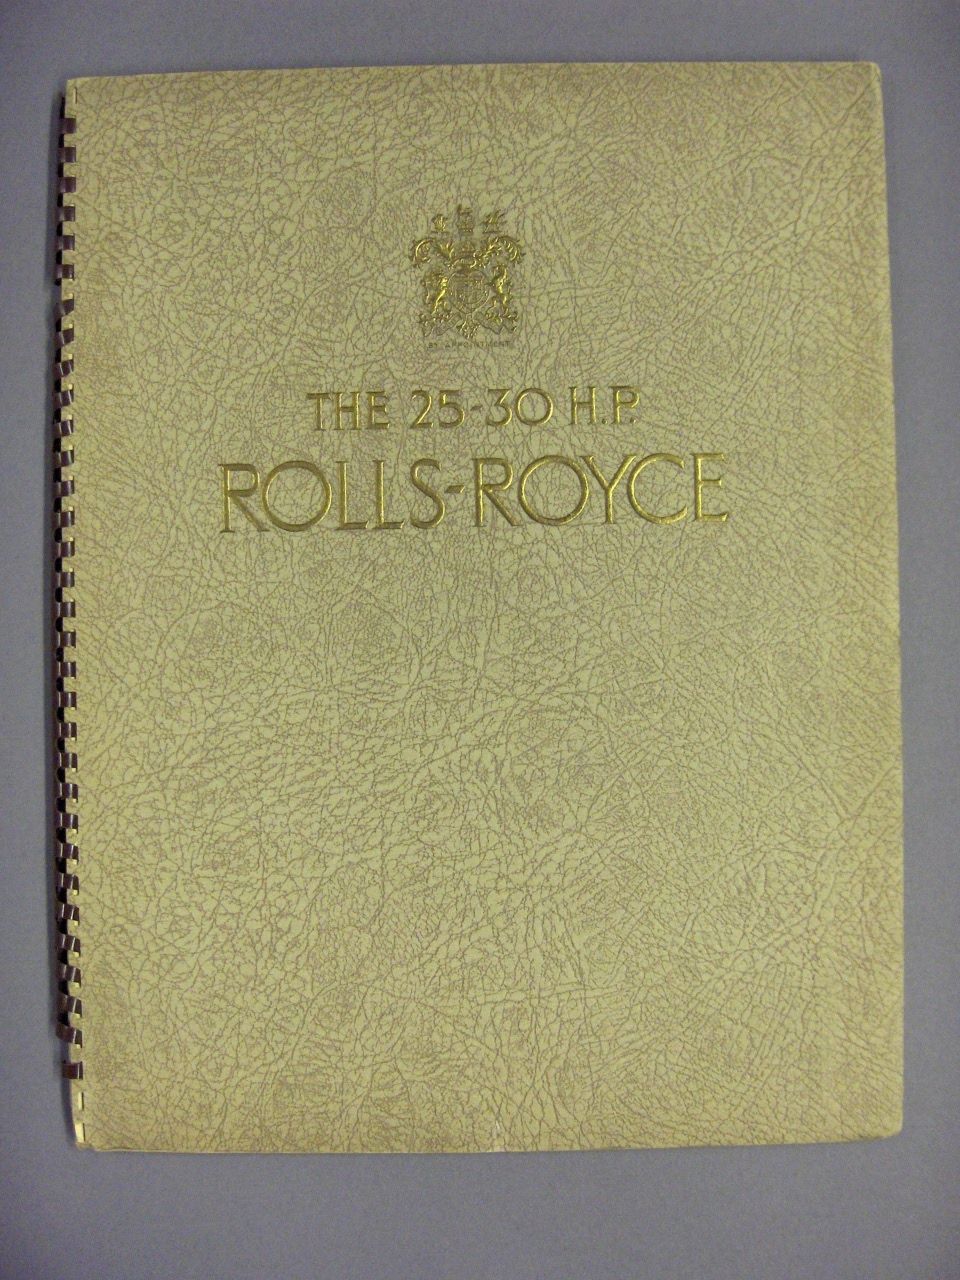 BY APPOINTMENT
THE 25-30 H.P.
ROLLS-ROYCE